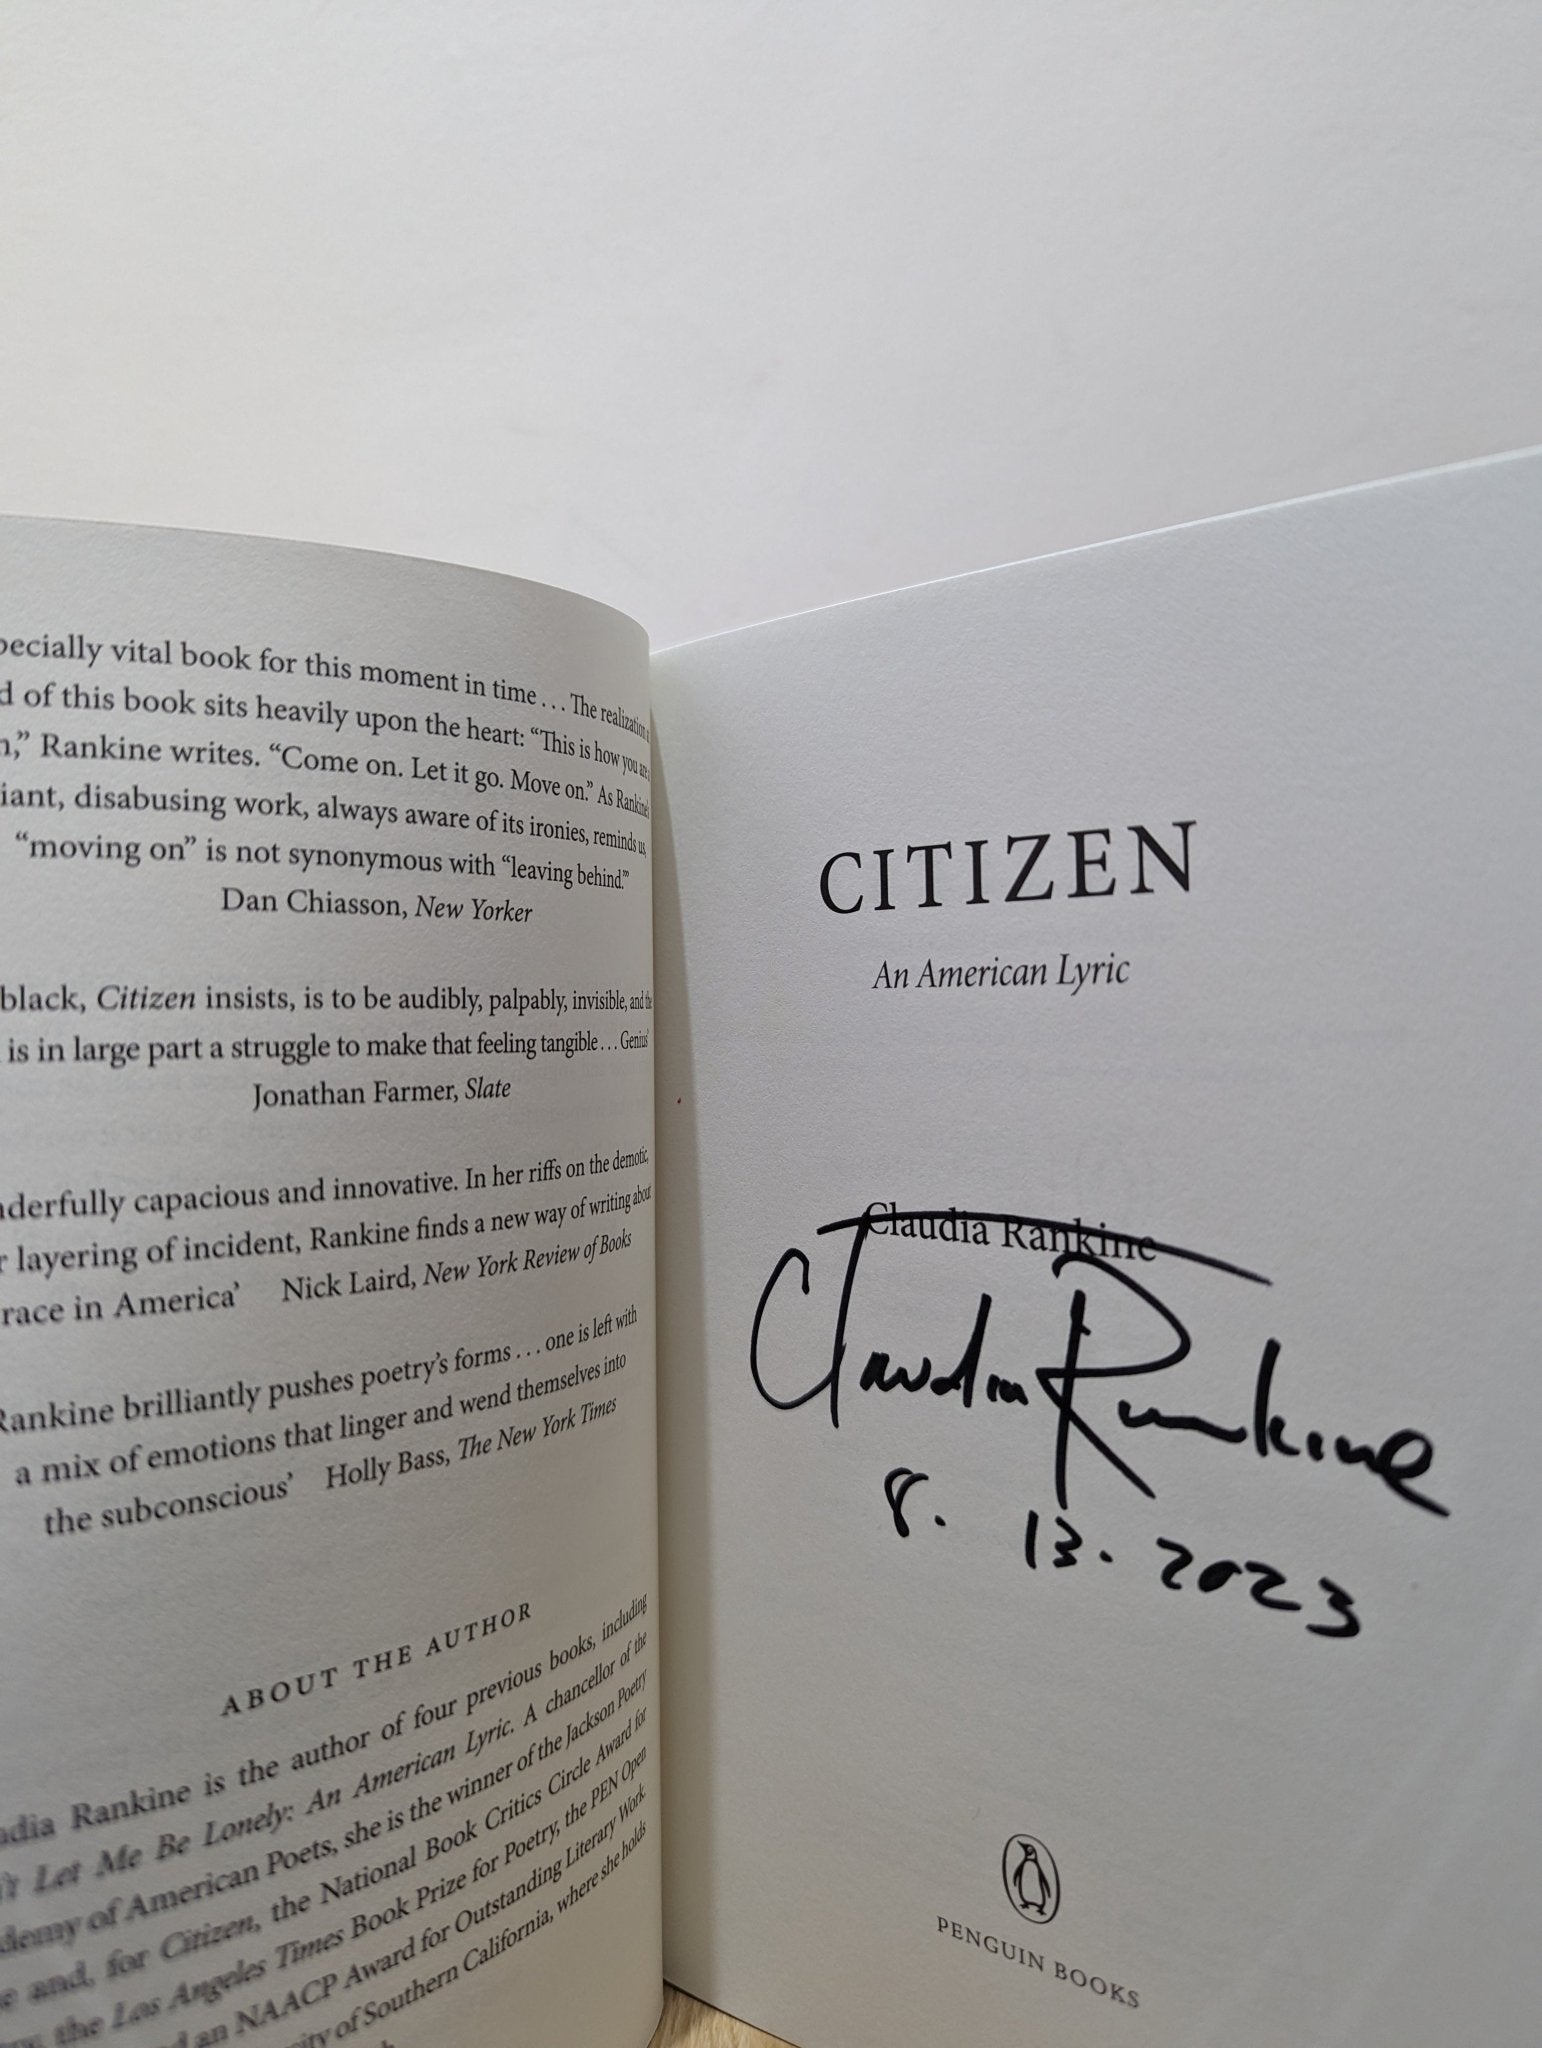 pecially vital book for this moment in time . . . The realization
d of this book sits heavily upon the heart: “This is how you are
n,” Rankine writes. “Come on. Let it go. Move on.” As Rankine's
iant, disabusing work, always aware of its ironies, reminds us,
“moving on” is not synonymous with “leaving behind.”’
Dan Chiasson, New Yorker
black, Citizen insists, is to be audibly, palpably, invisible, and the
is in large part a struggle to make that feeling tangible . . . Genius’
Jonathan Farmer, Slate
nderfully capacious and innovative. In her riffs on the demotic,
r layering of incident, Rankine finds a new way of writing about
race in America’ Nick Laird, New York Review of Books
Rankine brilliantly pushes poetry’s forms . . . one is left with
a mix of emotions that linger and wend themselves into
the subconscious’ Holly Bass, The New York Times
ABOUT THE AUTHOR
udia Rankine is the author of four previous books, including
’t Let Me Be Lonely: An American Lyric. A chancellor of the
demy of American Poets, she is the winner of the Jackson Poetry
e and, for Citizen, the National Book Critics Circle Award for
try, the Los Angeles Times Book Prize for Poetry, the PEN Open
d an NAACP Award for Outstanding Literary Work.
sity of Southern California, where she holds
CITIZEN
An American Lyric
Claudia Rankine
Claudia Rankine
8. 13. 2023
PENGUIN BOOKS